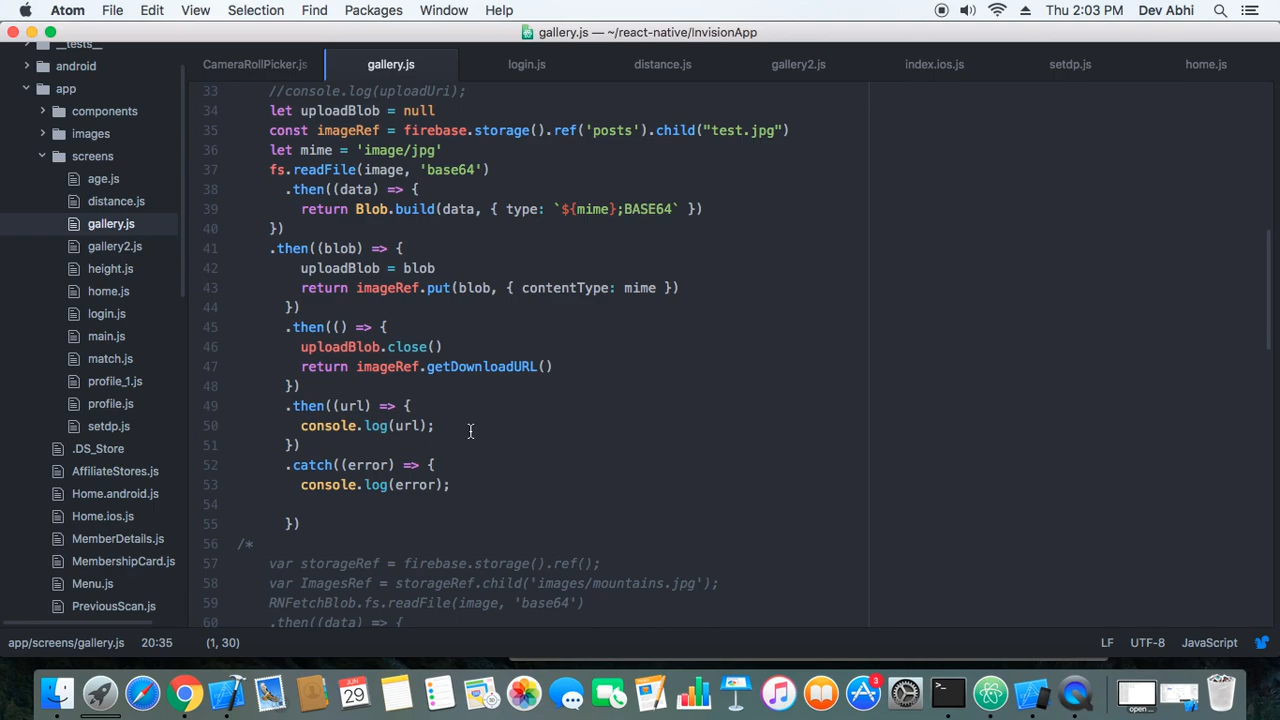 Atom File Edit View Selection Find Packages Window Help Thu 2:03 PM Dev Abhi
gallery.js — ~/react-native/InvisionApp
__tests__
android
app
components
images
screens
age.js
distance.js
gallery.js
gallery2.js
height.js
home.js
login.js
main.js
match.js
profile_1.js
profile.js
setdp.js
.DS_Store
AffiliateStores.js
Home.android.js
Home.ios.js
MemberDetails.js
MembershipCard.js
Menu.js
PreviousScan.js
CameraRollPicker.js gallery.js login.js distance.js gallery2.js index.ios.js setdp.js home.js
33 //console.log(uploadUri);
34 let uploadBlob = null
35 const imageRef = firebase.storage().ref('posts').child("test.jpg")
36 let mime = 'image/jpg'
37 fs.readFile(image, 'base64')
38 .then((data) => {
39 return Blob.build(data, { type: `${mime};BASE64` })
40 })
41 .then((blob) => {
42 uploadBlob = blob
43 return imageRef.put(blob, { contentType: mime })
44 })
45 .then(() => {
46 uploadBlob.close()
47 return imageRef.getDownloadURL()
48 })
49 .then((url) => {
50 console.log(url);
51 })
52 .catch((error) => {
53 console.log(error);
54
55 })
56 /*
57 var storageRef = firebase.storage().ref();
58 var ImagesRef = storageRef.child('images/mountains.jpg');
59 RNFetchBlob.fs.readFile(image, 'base64')
60 .then((data) => {
app/screens/gallery.js 20:35 (1, 30) LF UTF-8 JavaScript
JUN
29
3
open